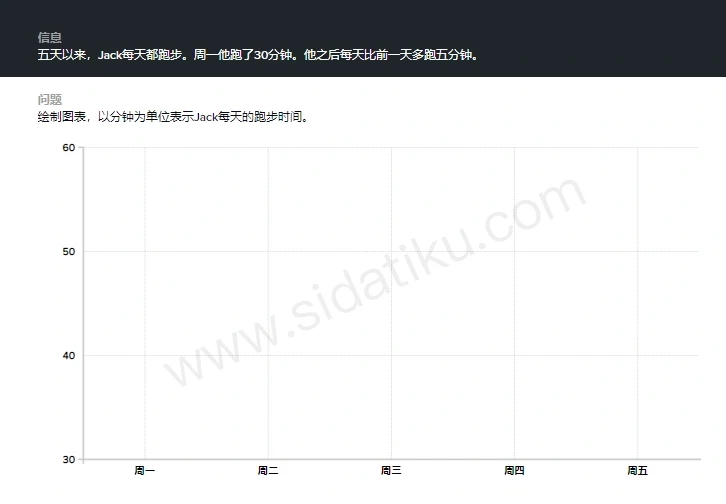 信息
五天以来，Jack每天都跑步。周一他跑了30分钟。他之后每天比前一天多跑五分钟。
问题
绘制图表，以分钟为单位表示Jack每天的跑步时间。
60
50
www.sidatiku.com
40
30
周一 周二 周三 周四 周五